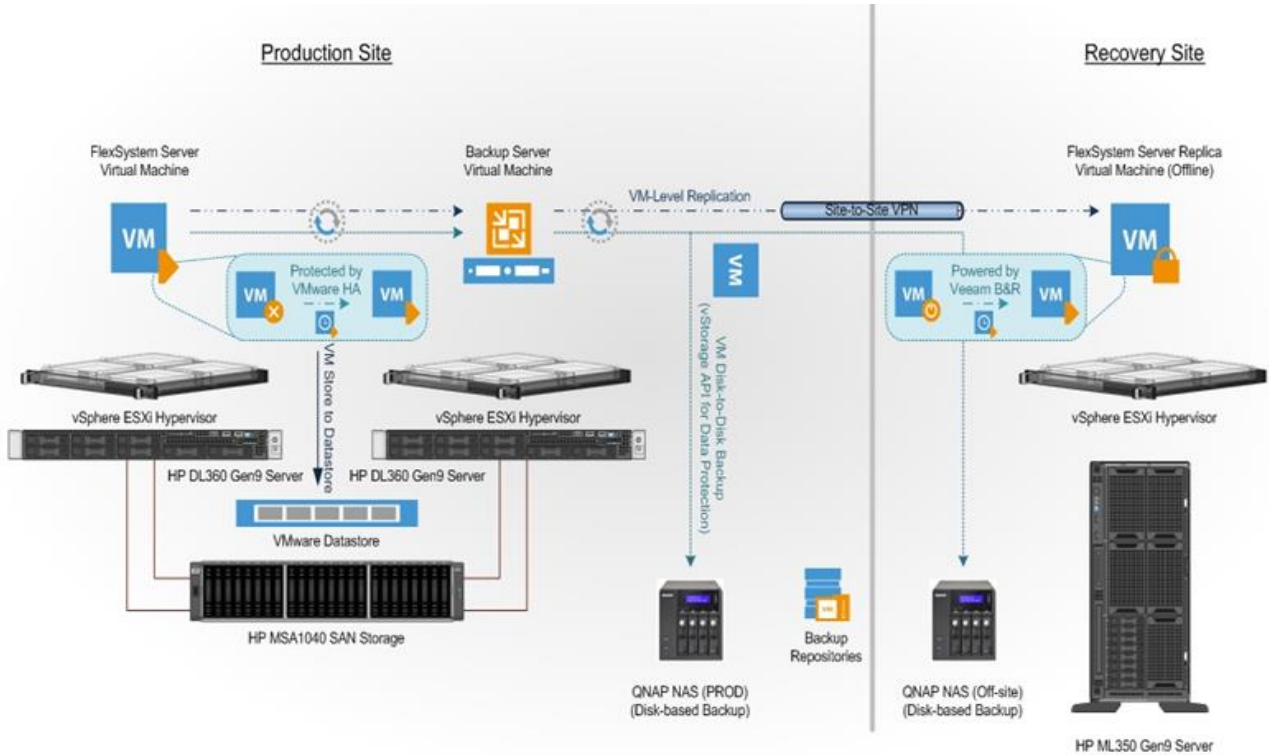 Production Site
Recovery Site
FlexSystem Server
Virtual Machine
Backup Server
Virtual Machine
FlexSystem Server Replica
Virtual Machine (Offline)
VM-Level Replication
Site-to-Site VPN
VM
VM
VM
Protected by
VMware HA
VM
VM
Powered by
Veeam B&R
VM
VM
VM Store to Datastore
VM Disk-to-Disk Backup
(vStorage API for Data Protection)
vSphere ESXi Hypervisor
vSphere ESXi Hypervisor
vSphere ESXi Hypervisor
HP DL360 Gen9 Server
HP DL360 Gen9 Server
VMware Datastore
HP MSA1040 SAN Storage
VM
Backup
Repositories
QNAP NAS (PROD)
(Disk-based Backup)
QNAP NAS (Off-site)
(Disk-based Backup)
HP ML350 Gen9 Server